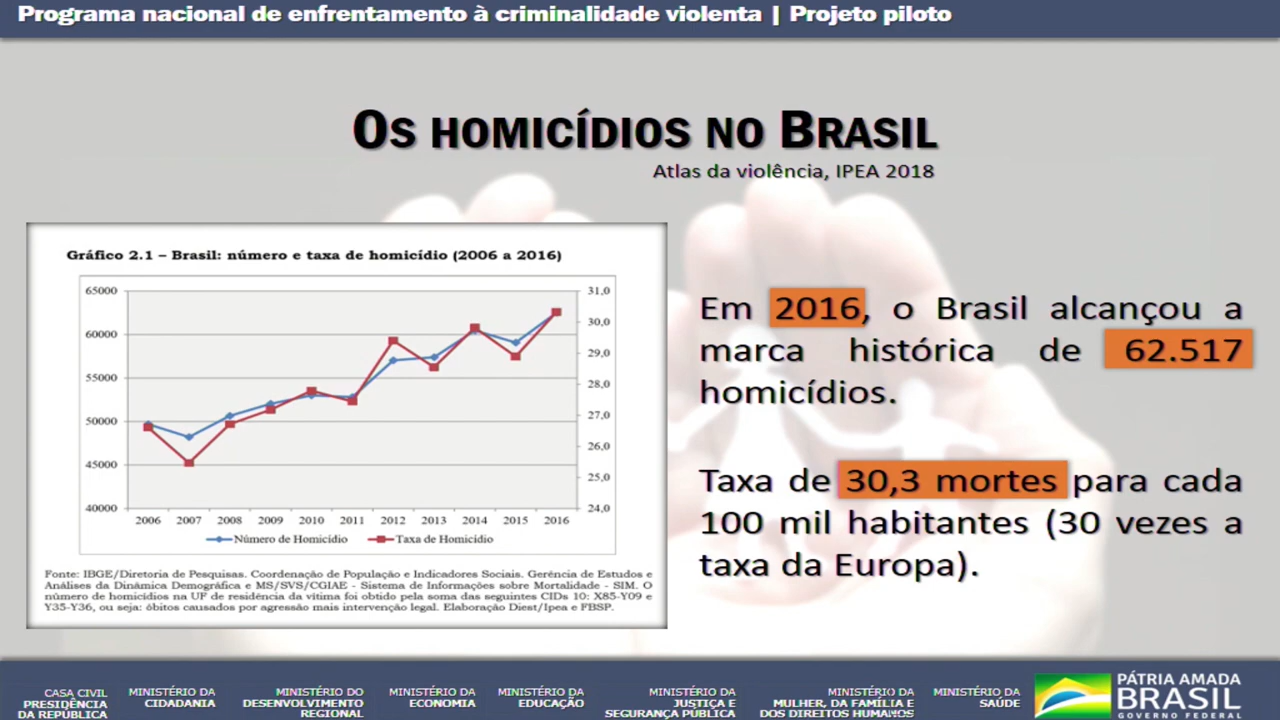 Programa nacional de enfrentamento à criminalidade violenta | Projeto piloto
OS HOMICÍDIOS NO BRASIL
Atlas da violência, IPEA 2018
Gráfico 2.1 – Brasil: número e taxa de homicídio (2006 a 2016)
65000
60000
55000
50000
45000
40000
31,0
30,0
29,0
28,0
27,0
26,0
25,0
24,0
2006 2007 2008 2009 2010 2011 2012 2013 2014 2015 2016
Número de Homicídio Taxa de Homicídio
Fonte: IBGE/Diretoria de Pesquisas. Coordenação de População e Indicadores Sociais. Gerência de Estudos e
Análises da Dinâmica Demográfica e MS/SVS/CGIAE - Sistema de Informações sobre Mortalidade - SIM. O
número de homicídios na UF de residência da vítima foi obtido pela soma das seguintes CIDs 10: X85-Y09 e
Y35-Y36, ou seja: óbitos causados por agressão mais intervenção legal. Elaboração Diest/Ipea e FBSP.
Em 2016, o Brasil alcançou a
marca histórica de 62.517
homicídios.
Taxa de 30,3 mortes para cada
100 mil habitantes (30 vezes a
taxa da Europa).
CASA CIVIL
PRESIDÊNCIA
DA REPÚBLICA
MINISTÉRIO DA
CIDADANIA
MINISTÉRIO DO
DESENVOLVIMENTO
REGIONAL
MINISTÉRIO DA
ECONOMIA
MINISTÉRIO DA
EDUCAÇÃO
MINISTÉRIO DA
JUSTIÇA E
SEGURANÇA PÚBLICA
MINISTÉRIO DA
MULHER, DA FAMÍLIA E
DOS DIREITOS HUMANOS
MINISTÉRIO DA
SAÚDE
PÁTRIA AMADA
BRASIL
GOVERNO FEDERAL